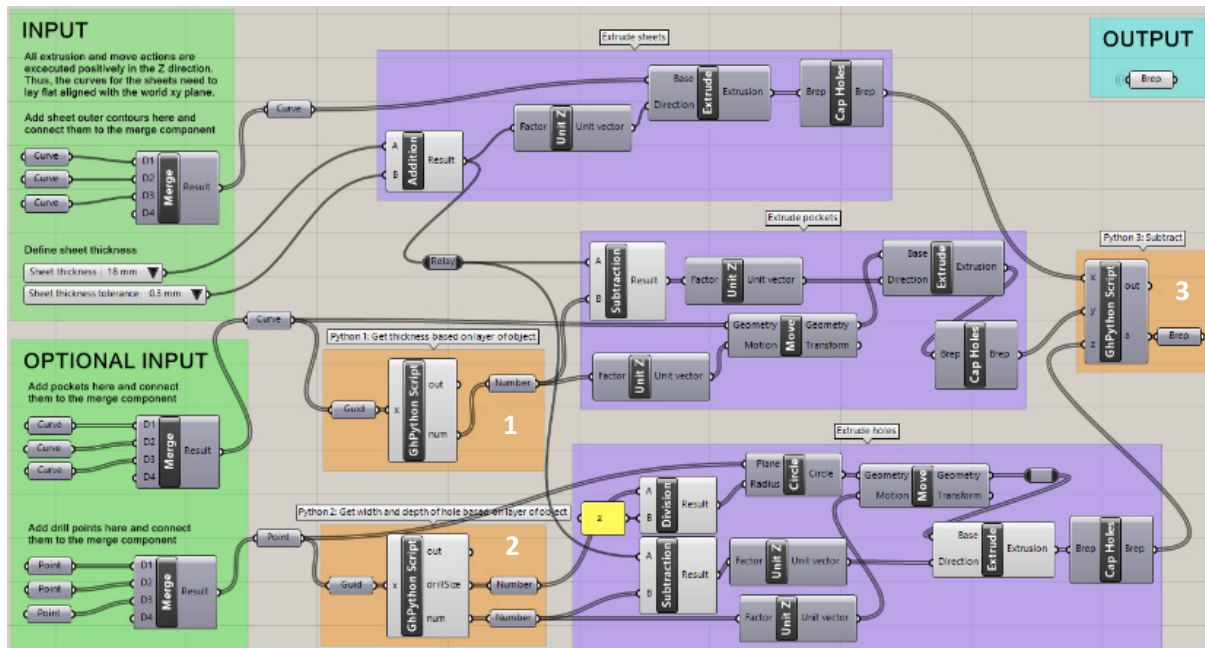 INPUT
All extrusion and move actions are
excecuted positively in the Z direction.
Thus, the curves for the sheets need to
lay flat aligned with the world xy plane.
Add sheet outer contours here and
connect them to the merge component
Curve
Curve
Curve
D1
D2
D3
D4
Merge
Result
Curve
Define sheet thickness
Sheet thickness 18 mm
Sheet thickness tolerance 0.3 mm
OPTIONAL INPUT
Add pockets here and connect
them to the merge component
Curve
Curve
Curve
D1
D2
D3
D4
Merge
Result
Curve
Add drill points here and connect
them to the merge component
Point
Point
Point
D1
D2
D3
D4
Merge
Result
Point
Extrude sheets
A
B
Addition
Result
Factor
Unit Z
Unit vector
Base
Direction
Extrude
Extrusion
Brep
Cap Holes
Brep
Relay
Extrude pockets
A
B
Subtraction
Result
Factor
Unit Z
Unit vector
Base
Direction
Extrude
Extrusion
Geometry
Motion
Move
Geometry
Transform
Factor
Unit Z
Unit vector
Brep
Cap Holes
Brep
Python 1: Get thickness based on layer of object
Guid
x
GhPython Script
out
num
Number
1
Python 2: Get width and depth of hole based on layer of object
Guid
x
GhPython Script
out
drillSize
num
Number
Number
2
Extrude holes
2
A
B
Division
Result
A
B
Subtraction
Result
Plane
Radius
Circle
Circle
Geometry
Motion
Move
Geometry
Transform
Factor
Unit Z
Unit vector
Factor
Unit Z
Unit vector
Base
Direction
Extrude
Extrusion
Brep
Cap Holes
Brep
Python 3: Subtract
x
y
z
GhPython Script
out
a
3
Brep
OUTPUT
Brep